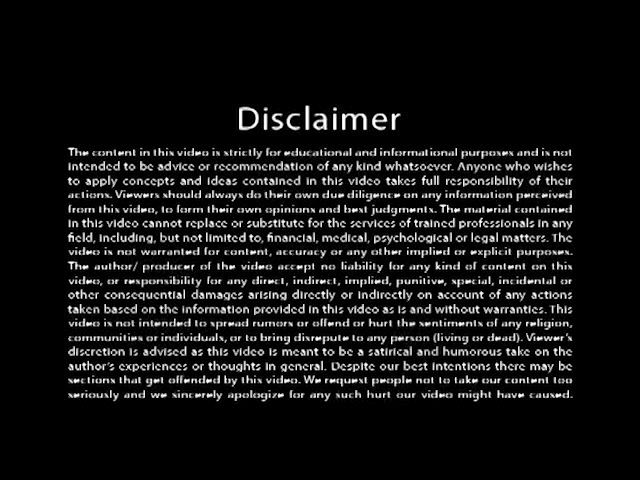 Disclaimer
The content in this video is strictly for educational and informational purposes and is not
intended to be advice or recommendation of any kind whatsoever. Anyone who wishes
to apply concepts and ideas contained in this video takes full responsibility of their
actions. Viewers should always do their own due diligence on any information perceived
from this video, to form their own opinions and best judgments. The material contained
in this video cannot replace or substitute for the services of trained professionals in any
field, including, but not limited to, financial, medical, psychological or legal matters. The
video is not warranted for content, accuracy or any other implied or explicit purposes.
The author/ producer of the video accept no liability for any kind of content on this
video, or responsibility for any direct, indirect, implied, punitive, special, incidental or
other consequential damages arising directly or indirectly on account of any actions
taken based on the information provided in this video as is and without warranties. This
video is not intended to spread rumors or offend or hurt the sentiments of any religion,
communities or individuals, or to bring disrepute to any person (living or dead). Viewer's
discretion is advised as this video is meant to be a satirical and humorous take on the
author's experiences or thoughts in general. Despite our best intentions there may be
sections that get offended by this video. We request people not to take our content too
seriously and we sincerely apologize for any such hurt our video might have caused.